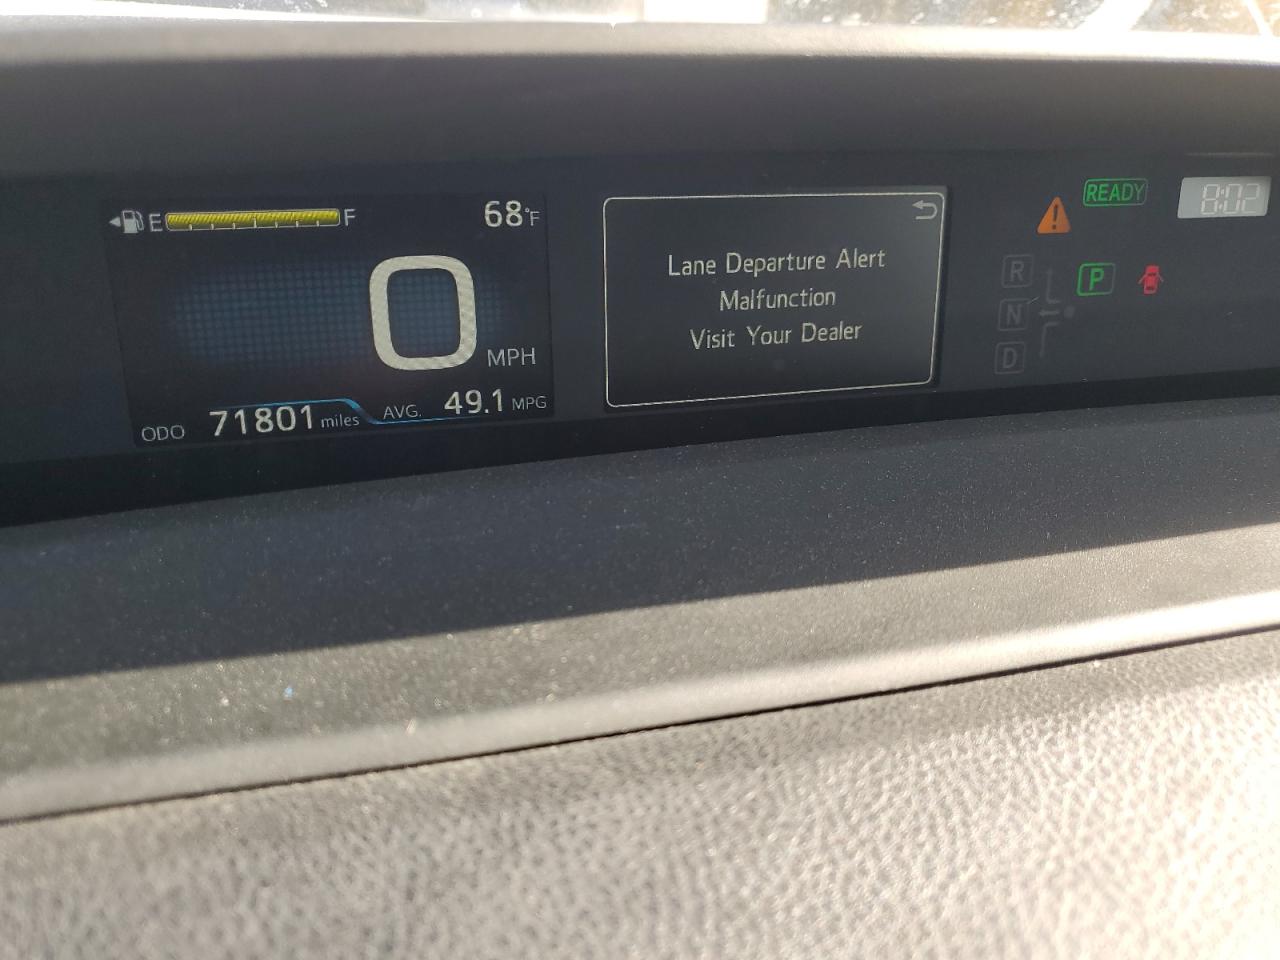 E F 68°F
0 MPH
ODO 71801 miles AVG. 49.1 MPG
Lane Departure Alert
Malfunction
Visit Your Dealer
READY 8:02
R P
N
D